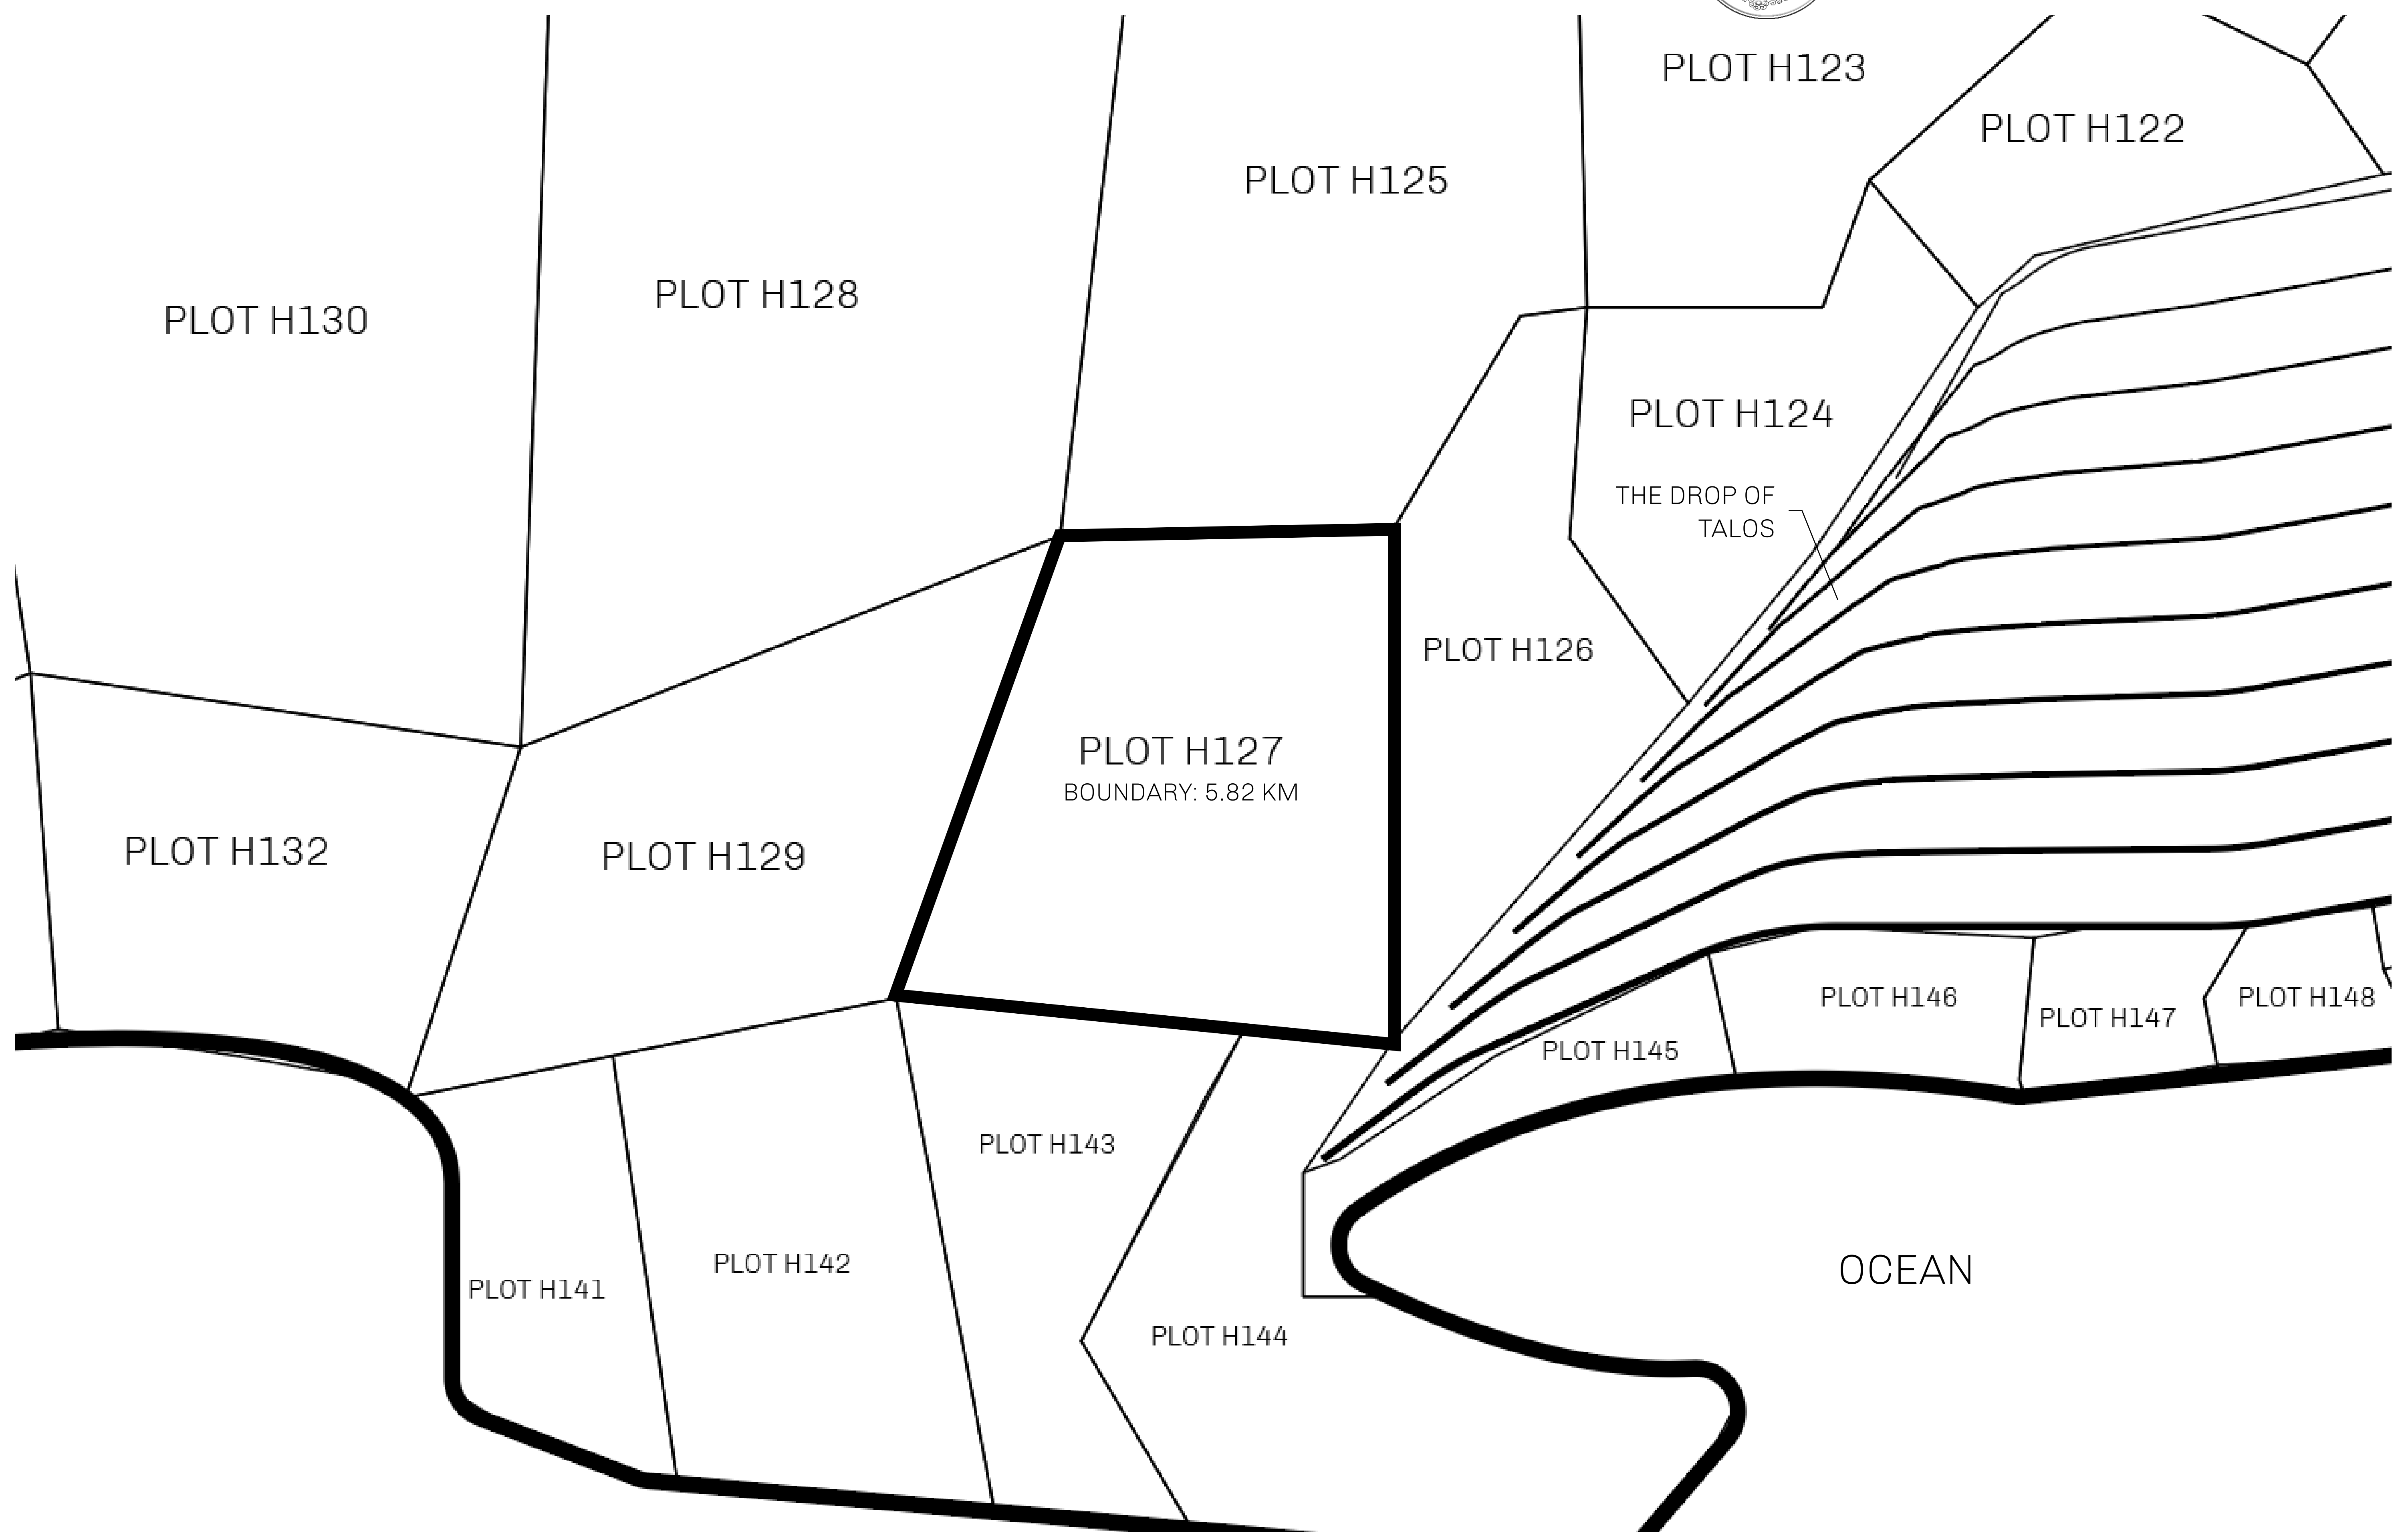 PLOT H123
PLOT H122
PLOT H125
PLOT H128
PLOT H130
PLOT H124
THE DROP OF
TALOS
PLOT H126
PLOT H127
BOUNDARY: 5.82 KM
PLOT H132
PLOT H129
PLOT H146
PLOT H148
PLOT H147
PLOT H145
PLOT H143
PLOT H142
OCEAN
PLOT H141
PLOT H144